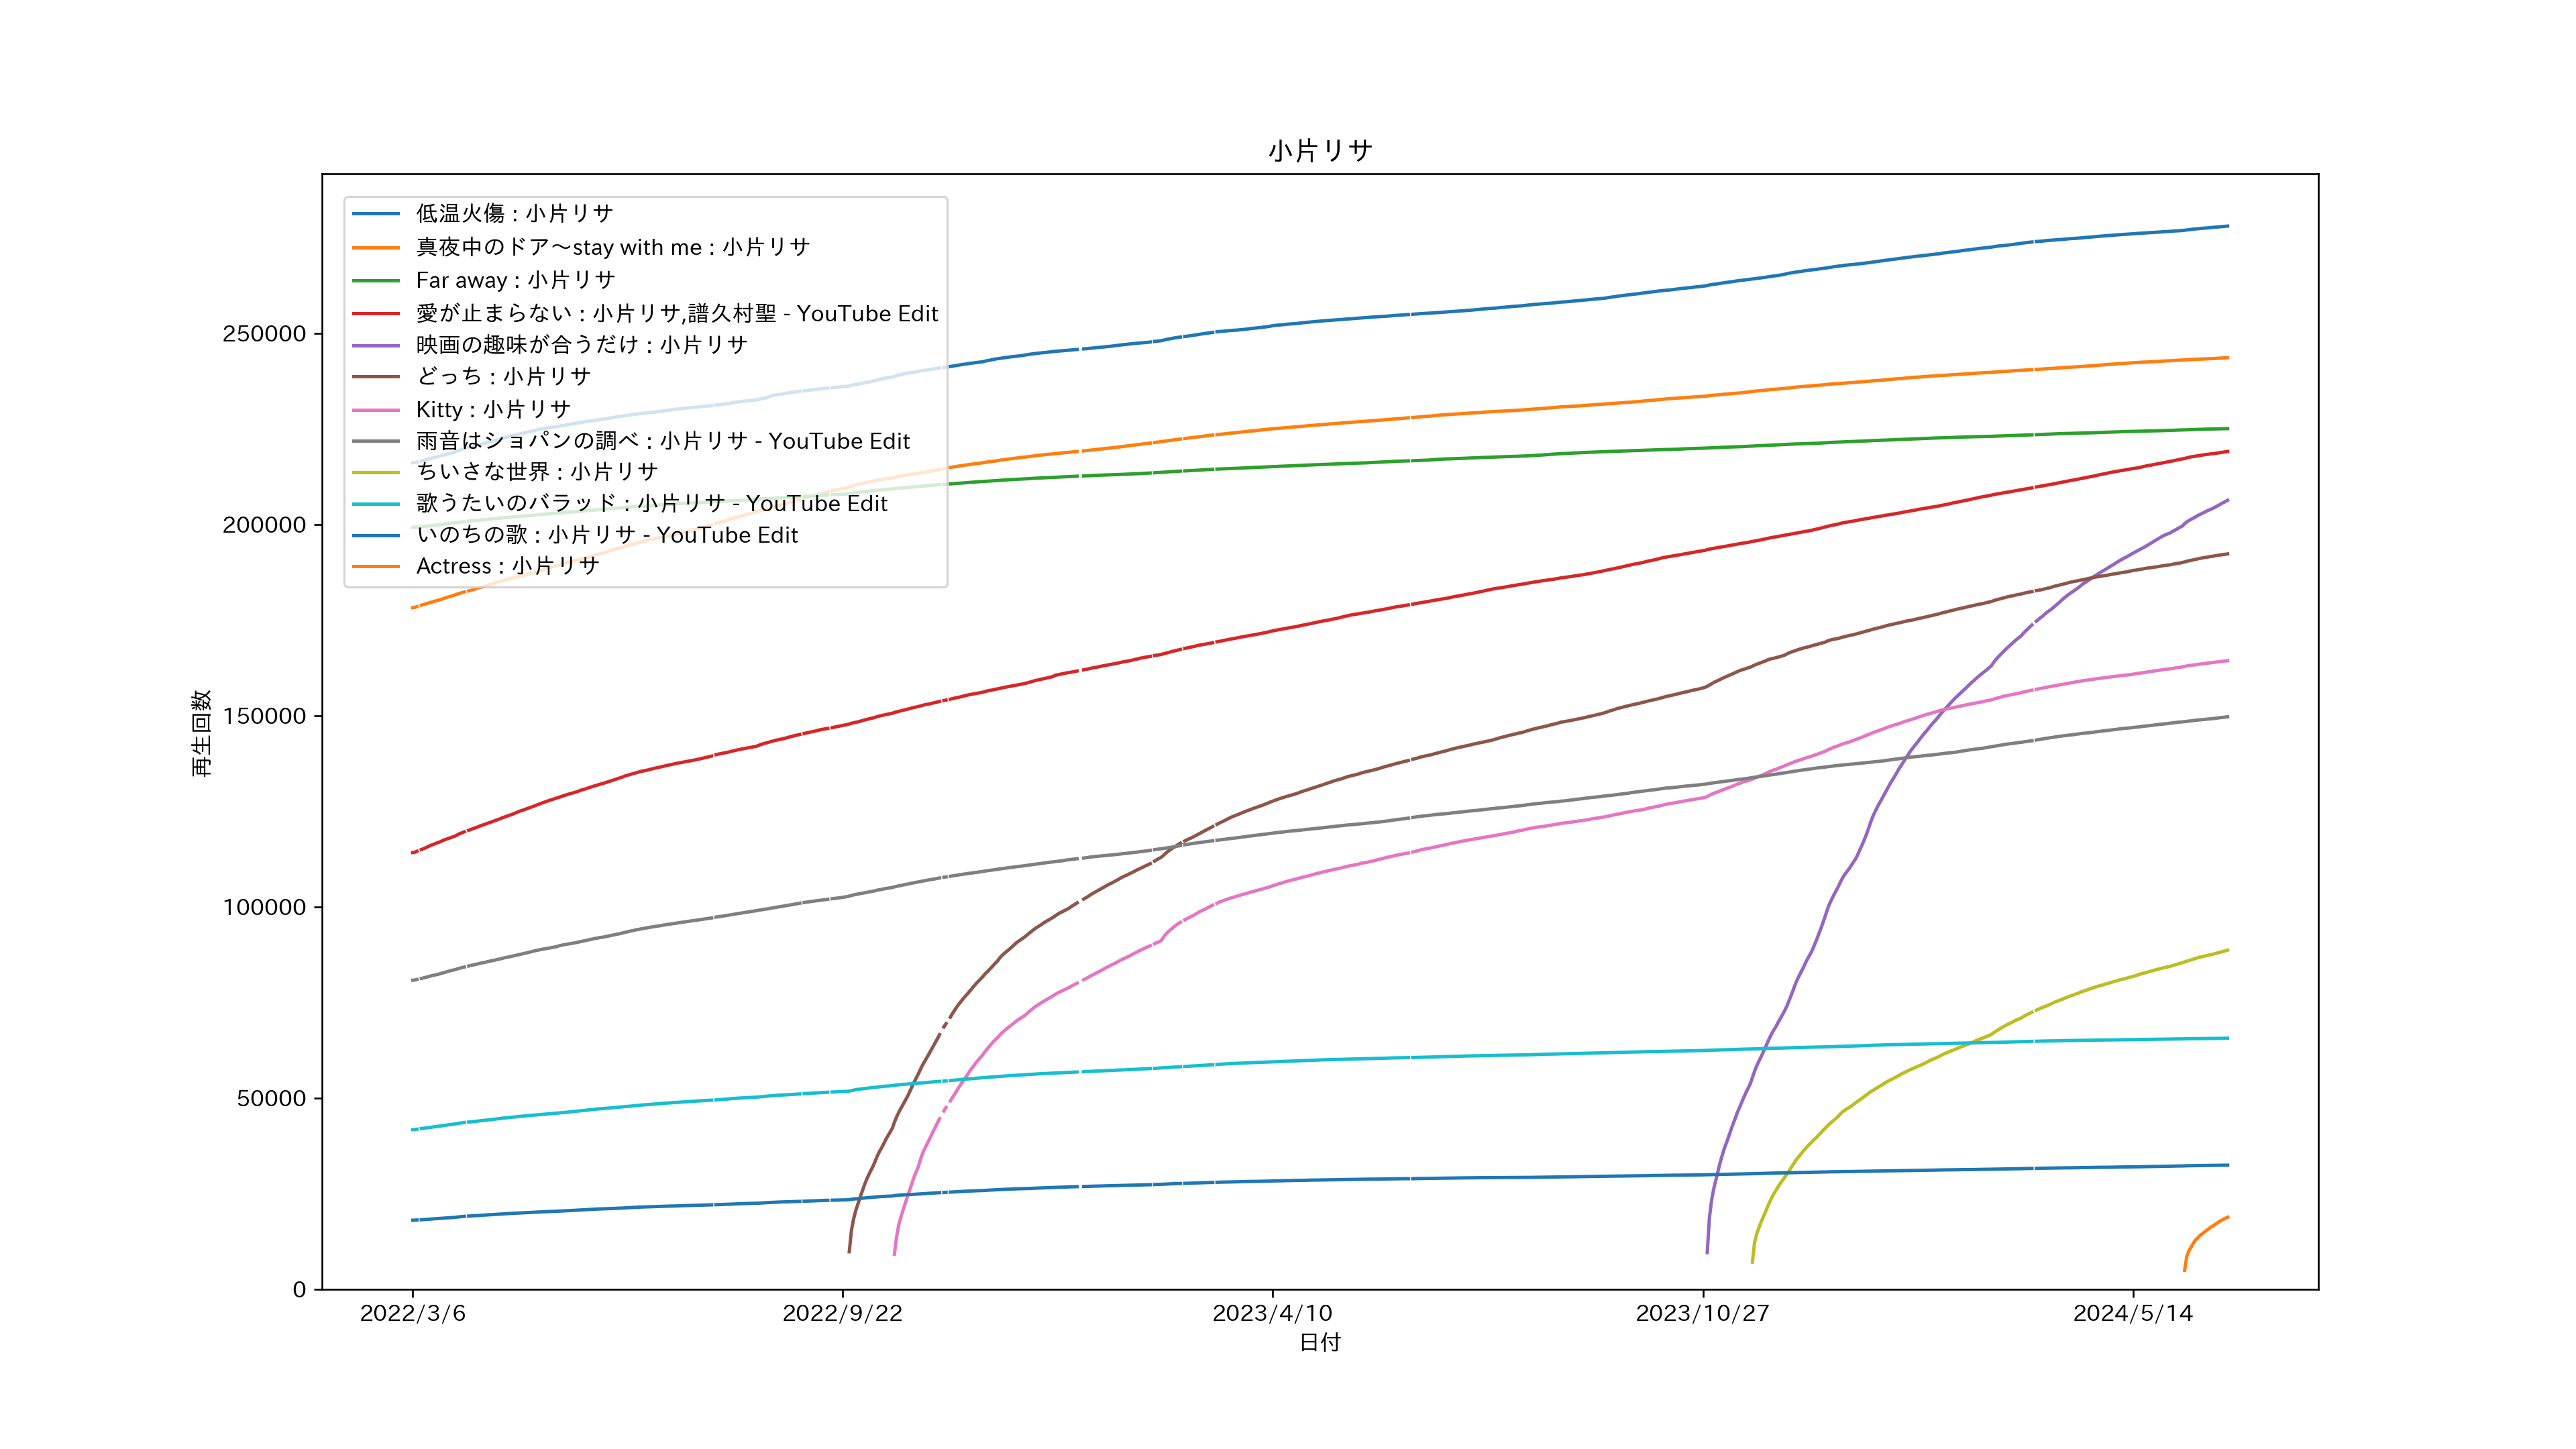 小片リサ
低温火傷 : 小片リサ
真夜中のドア〜stay with me : 小片リサ
Far away : 小片リサ
愛が止まらない : 小片リサ,譜久村聖 - YouTube Edit
映画の趣味が合うだけ : 小片リサ
どっち : 小片リサ
Kitty : 小片リサ
雨音はショパンの調べ : 小片リサ - YouTube Edit
ちいさな世界 : 小片リサ
歌うたいのバラッド : 小片リサ - YouTube Edit
いのちの歌 : 小片リサ - YouTube Edit
Actress : 小片リサ
再生回数
250000
200000
150000
100000
50000
0
2022/3/6
2022/9/22
2023/4/10
2023/10/27
2024/5/14
日付